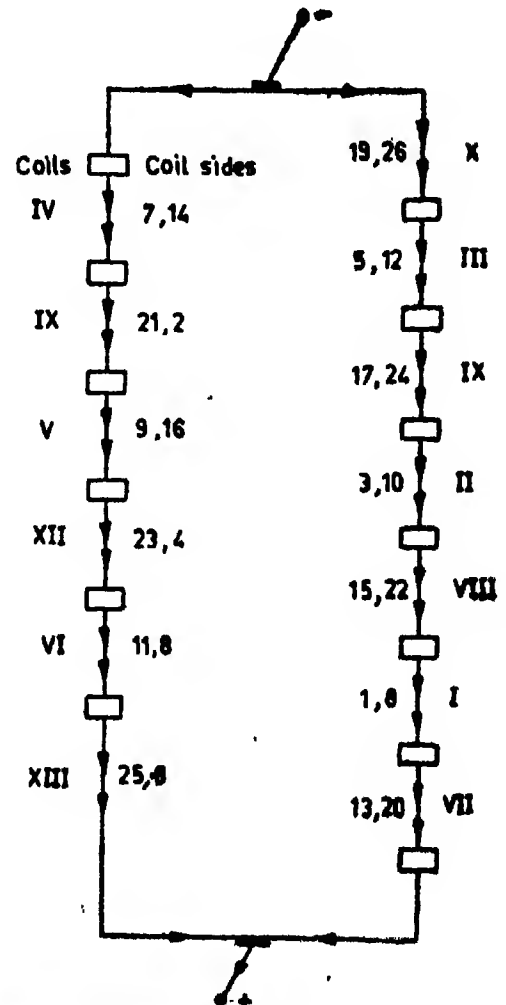 -
Coils Coil sides
19,26 X
IV 7,14
5,12 III
IX 21,2
17,24 IX
V 9,16
3,10 II
XII 23,4
15,22 VIII
VI 11,8
1,8 I
XIII 25,6
13,20 VII
+